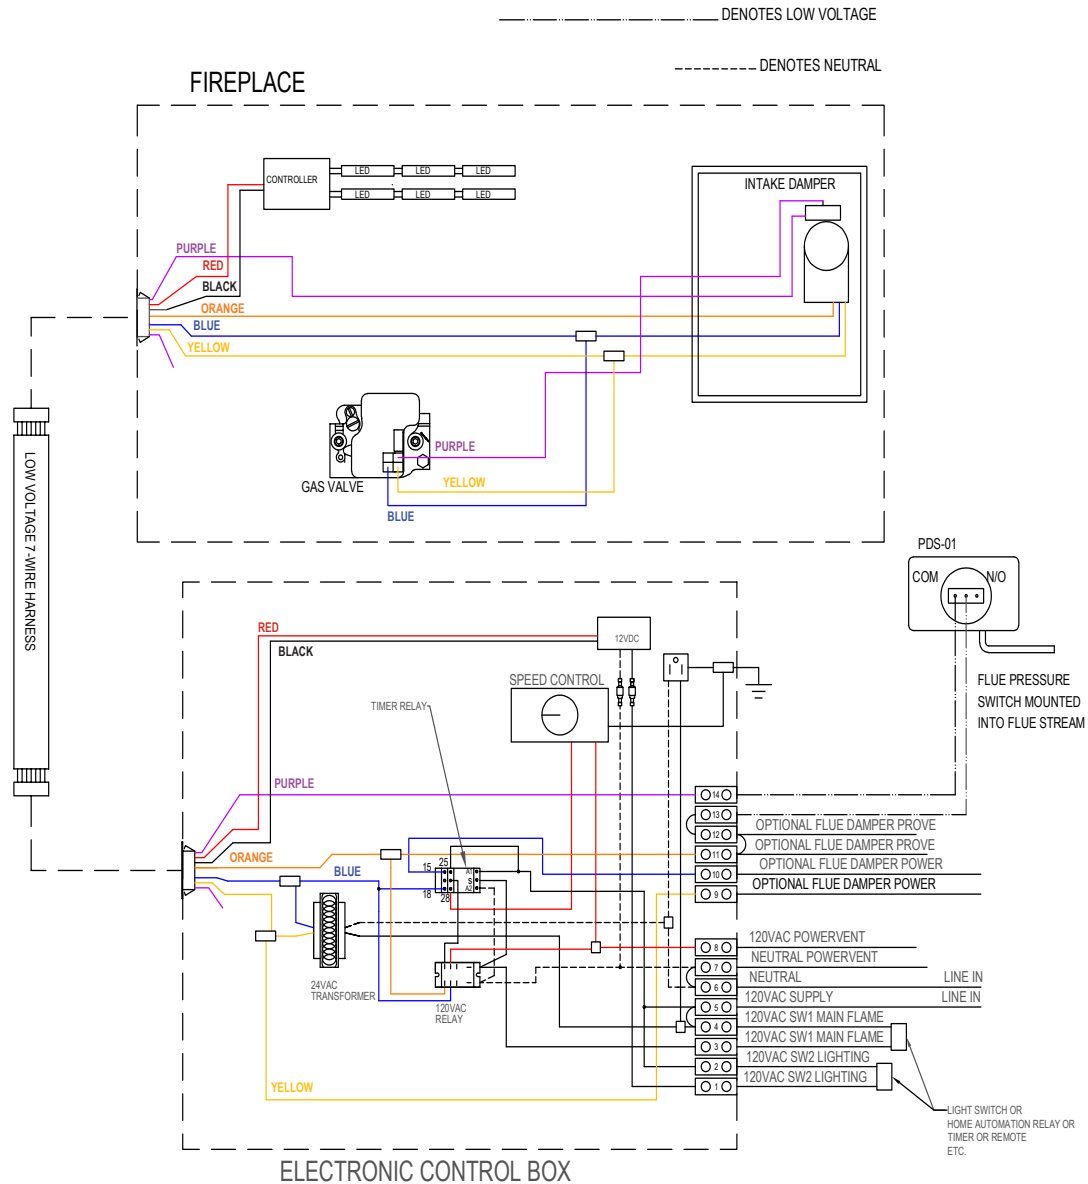 DENOTES LOW VOLTAGE
DENOTES NEUTRAL
FIREPLACE
CONTROLLER
LED LED LED
LED LED LED
INTAKE DAMPER
PURPLE
RED
BLACK
ORANGE
BLUE
YELLOW
PURPLE
YELLOW
GAS VALVE
BLUE
LOW VOLTAGE 7-WIRE HARNESS
PDS-01
COM N/O
FLUE PRESSURE
SWITCH MOUNTED
INTO FLUE STREAM
RED
BLACK
12VDC
SPEED CONTROL
TIMER RELAY
PURPLE
ORANGE
BLUE
15 25
18 28
A1
S
A2
24VAC
TRANSFORMER
120VAC
RELAY
YELLOW
14
13
12 OPTIONAL FLUE DAMPER PROVE
11 OPTIONAL FLUE DAMPER PROVE
10 OPTIONAL FLUE DAMPER POWER
9 OPTIONAL FLUE DAMPER POWER
8 120VAC POWERVENT
7 NEUTRAL POWERVENT
6 NEUTRAL LINE IN
5 120VAC SUPPLY LINE IN
4 120VAC SW1 MAIN FLAME
3 120VAC SW1 MAIN FLAME
2 120VAC SW2 LIGHTING
1 120VAC SW2 LIGHTING
LIGHT SWITCH OR
HOME AUTOMATION RELAY OR
TIMER OR REMOTE
ETC.
ELECTRONIC CONTROL BOX